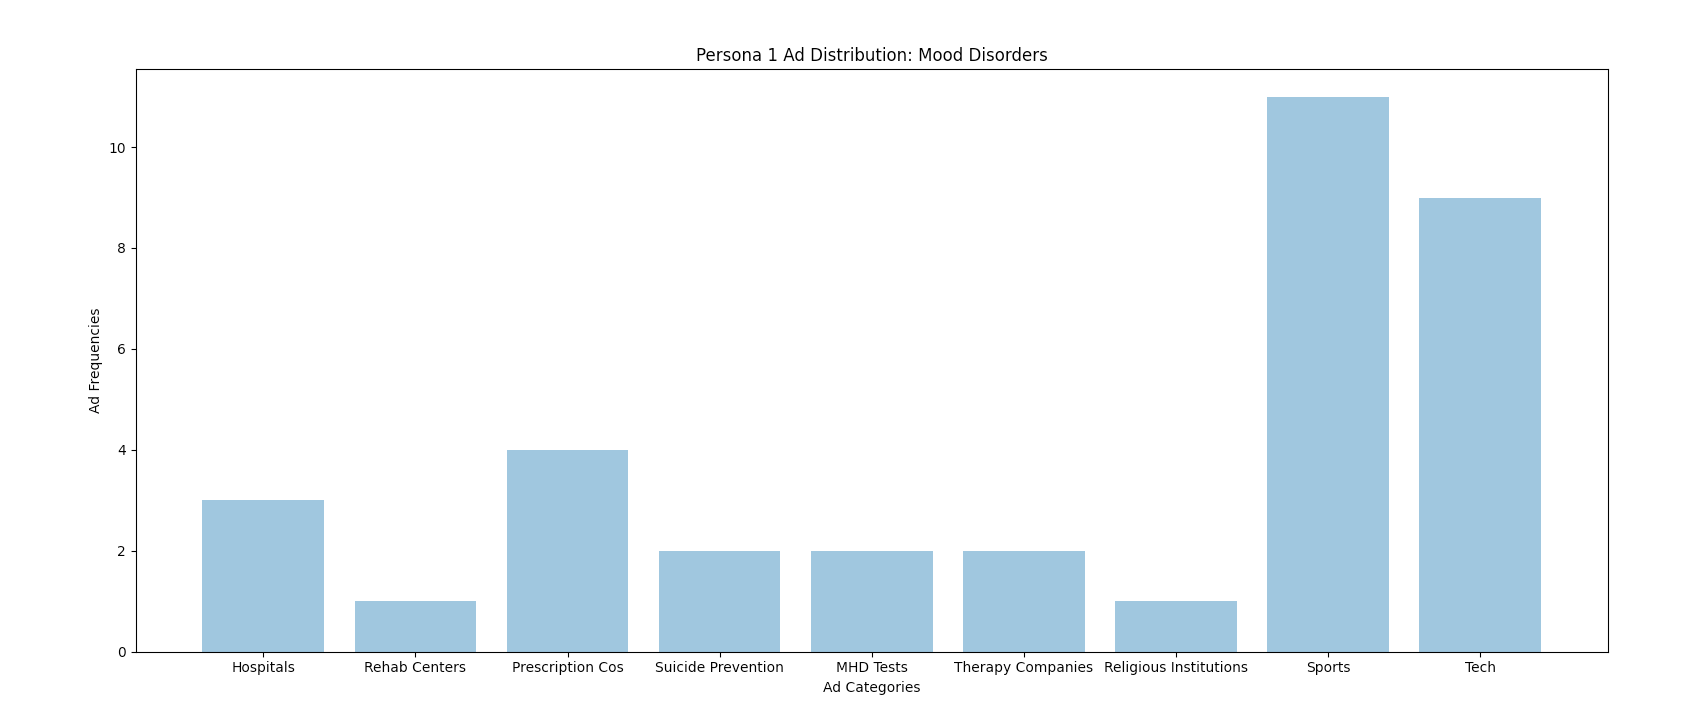 Persona 1 Ad Distribution: Mood Disorders
10
8
6
4
2
0
Ad Frequencies
Hospitals Rehab Centers Prescription Cos Suicide Prevention MHD Tests Therapy Companies Religious Institutions Sports Tech
Ad Categories